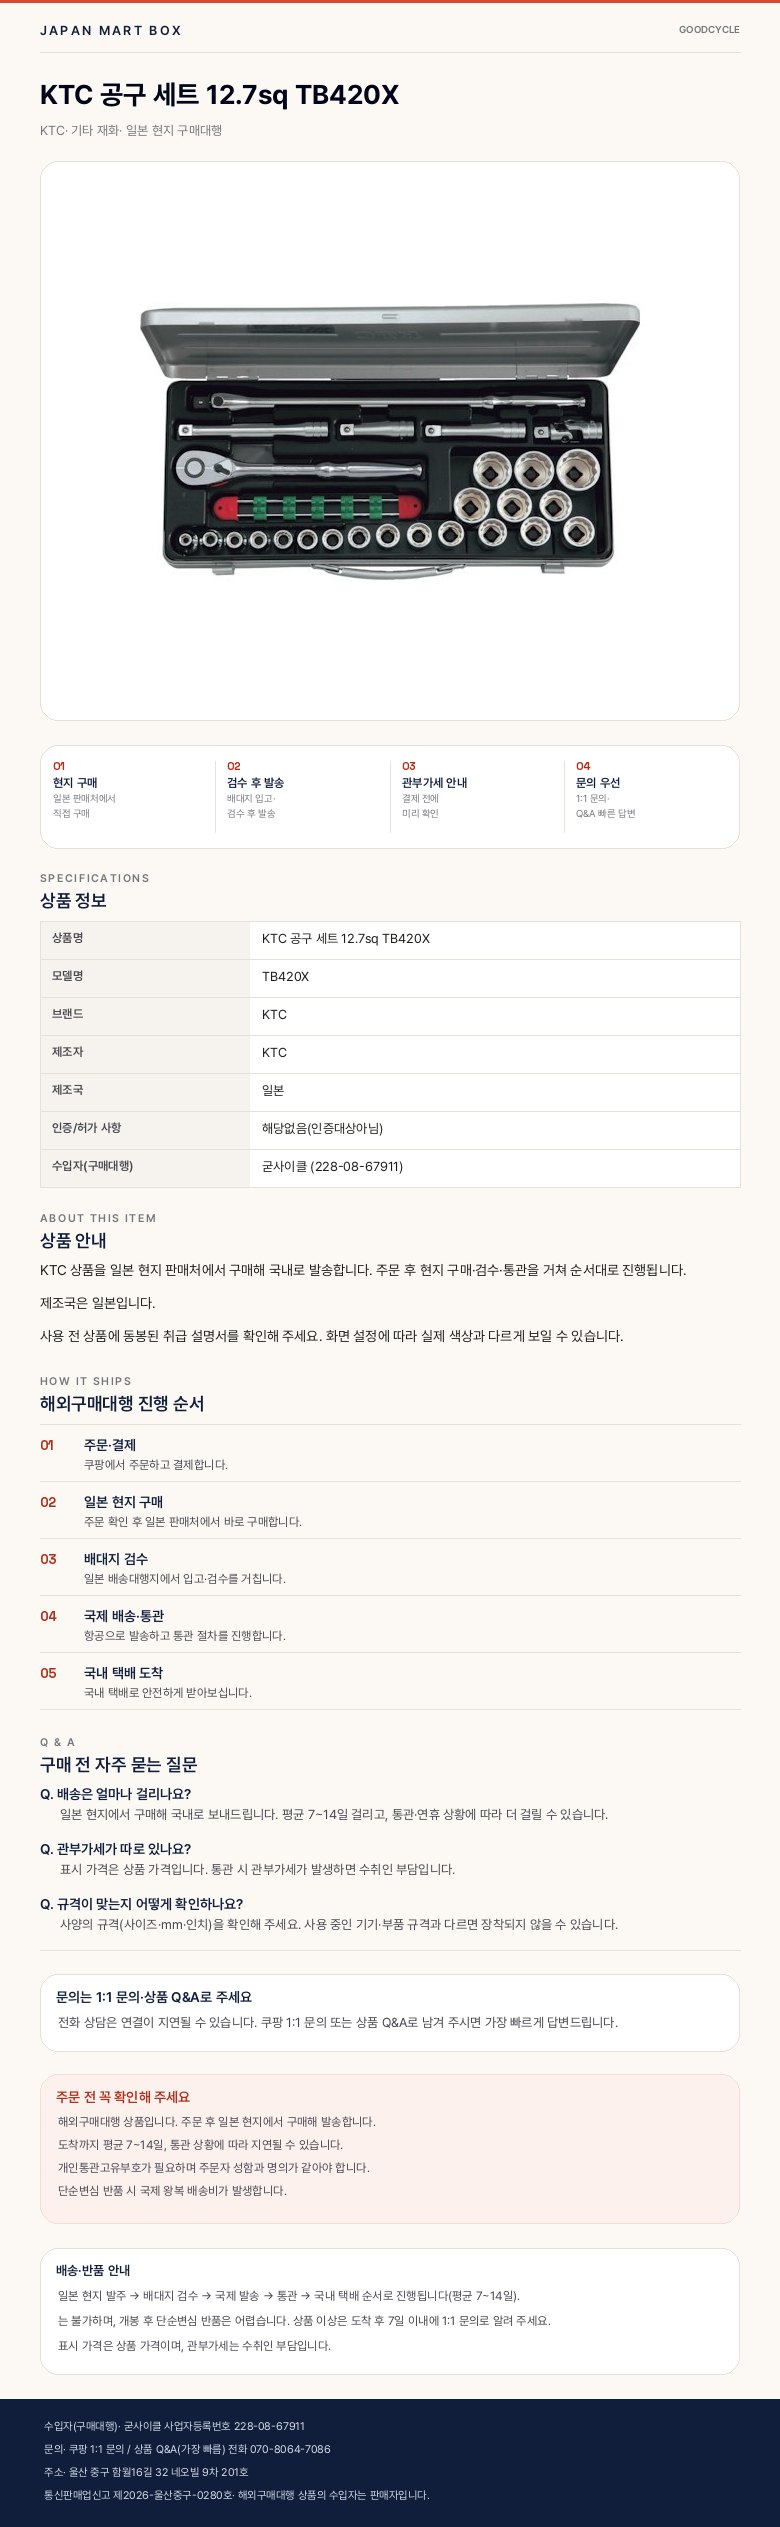 JAPAN MART BOX
GOODCYCLE
KTC 공구 세트 12.7sq TB420X
KTC· 기타 재화· 일본 현지 구매대행
01
현지 구매
일본 판매처에서
직접 구매
02
검수 후 발송
배대지 입고·
검수 후 발송
03
관부가세 안내
결제 전에
미리 확인
04
문의 우선
1:1 문의·
Q&A 빠른 답변
SPECIFICATIONS
상품 정보
상품명 KTC 공구 세트 12.7sq TB420X
모델명 TB420X
브랜드 KTC
제조자 KTC
제조국 일본
인증/허가 사항 해당없음(인증대상아님)
수입자(구매대행) 굳사이클 (228-08-67911)
ABOUT THIS ITEM
상품 안내
KTC 상품을 일본 현지 판매처에서 구매해 국내로 발송합니다. 주문 후 현지 구매·검수·통관을 거쳐 순서대로 진행됩니다.
제조국은 일본입니다.
사용 전 상품에 동봉된 취급 설명서를 확인해 주세요. 화면 설정에 따라 실제 색상과 다르게 보일 수 있습니다.
HOW IT SHIPS
해외구매대행 진행 순서
01 주문·결제
쿠팡에서 주문하고 결제합니다.
02 일본 현지 구매
주문 확인 후 일본 판매처에서 바로 구매합니다.
03 배대지 검수
일본 배송대행지에서 입고·검수를 거칩니다.
04 국제 배송·통관
항공으로 발송하고 통관 절차를 진행합니다.
05 국내 택배 도착
국내 택배로 안전하게 받아보십니다.
Q & A
구매 전 자주 묻는 질문
Q. 배송은 얼마나 걸리나요?
일본 현지에서 구매해 국내로 보내드립니다. 평균 7~14일 걸리고, 통관·연휴 상황에 따라 더 걸릴 수 있습니다.
Q. 관부가세가 따로 있나요?
표시 가격은 상품 가격입니다. 통관 시 관부가세가 발생하면 수취인 부담입니다.
Q. 규격이 맞는지 어떻게 확인하나요?
사양의 규격(사이즈·mm·인치)을 확인해 주세요. 사용 중인 기기·부품 규격과 다르면 장착되지 않을 수 있습니다.
문의는 1:1 문의·상품 Q&A로 주세요
전화 상담은 연결이 지연될 수 있습니다. 쿠팡 1:1 문의 또는 상품 Q&A로 남겨 주시면 가장 빠르게 답변드립니다.
주문 전 꼭 확인해 주세요
해외구매대행 상품입니다. 주문 후 일본 현지에서 구매해 발송합니다.
도착까지 평균 7~14일, 통관 상황에 따라 지연될 수 있습니다.
개인통관고유부호가 필요하며 주문자 성함과 명의가 같아야 합니다.
단순변심 반품 시 국제 왕복 배송비가 발생합니다.
배송·반품 안내
일본 현지 발주 → 배대지 검수 → 국제 발송 → 통관 → 국내 택배 순서로 진행됩니다(평균 7~14일).
는 불가하며, 개봉 후 단순변심 반품은 어렵습니다. 상품 이상은 도착 후 7일 이내에 1:1 문의로 알려 주세요.
표시 가격은 상품 가격이며, 관부가세는 수취인 부담입니다.
수입자(구매대행)· 굳사이클 사업자등록번호 228-08-67911
문의· 쿠팡 1:1 문의 / 상품 Q&A(가장 빠름) 전화 070-8064-7086
주소· 울산 중구 함월16길 32 네오빌 9차 201호
통신판매업신고 제2026-울산중구-0280호· 해외구매대행 상품의 수입자는 판매자입니다.